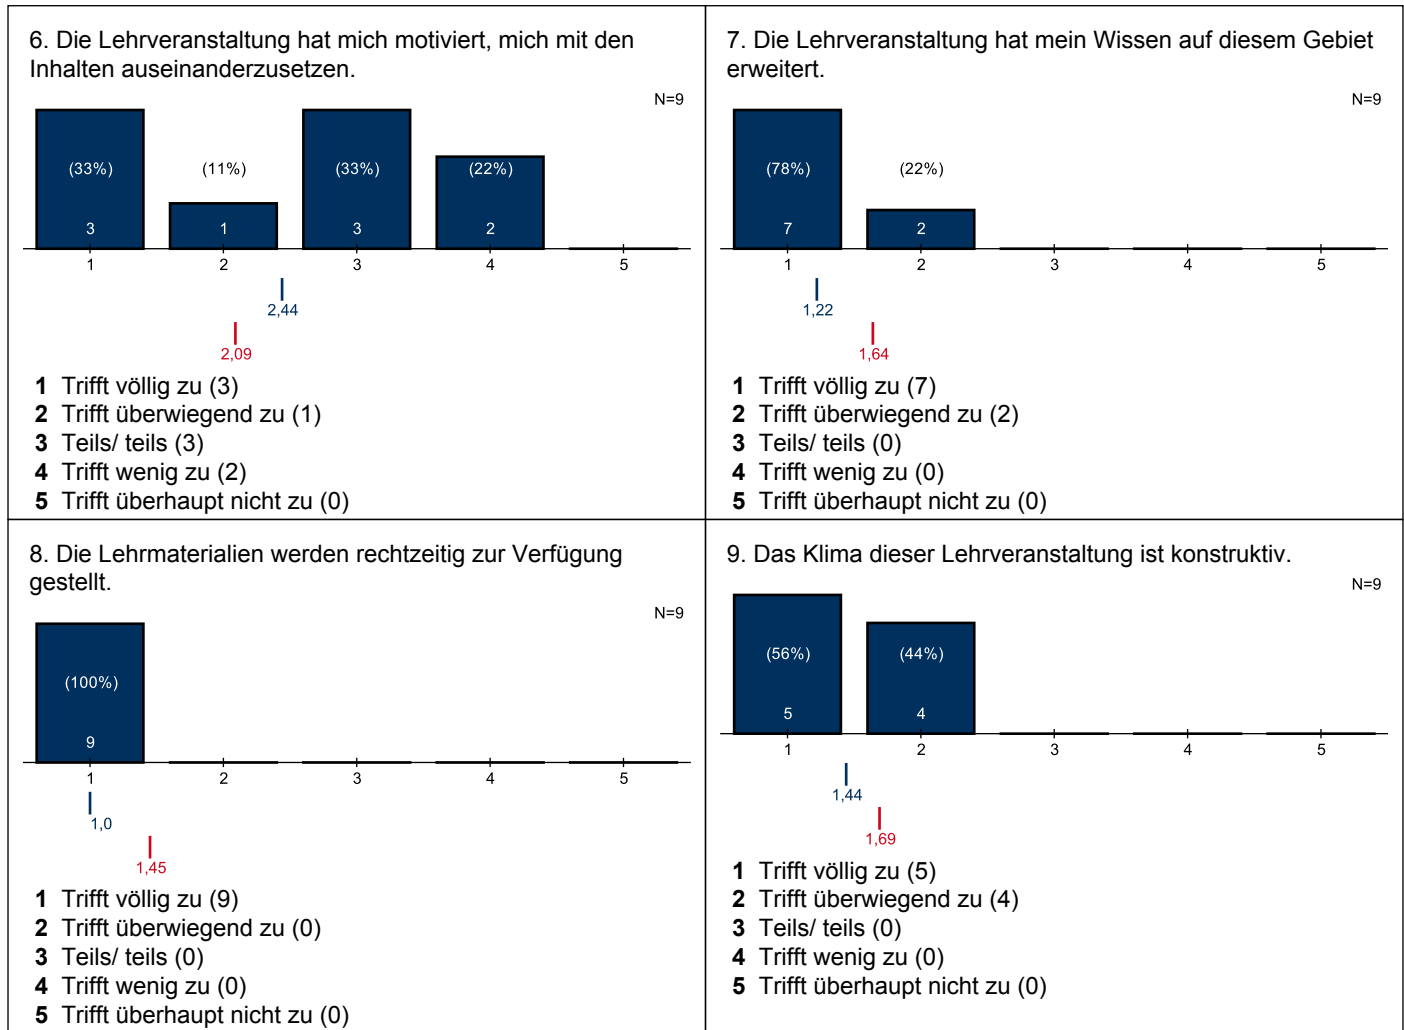 6. Die Lehrveranstaltung hat mich motiviert, mich mit den
Inhalten auseinanderzusetzen.
N=9
(33%) (11%) (33%) (22%)
3 1 3 2
1 2 3 4 5
2,44
2,09
1 Trifft völlig zu (3)
2 Trifft überwiegend zu (1)
3 Teils/ teils (3)
4 Trifft wenig zu (2)
5 Trifft überhaupt nicht zu (0)
7. Die Lehrveranstaltung hat mein Wissen auf diesem Gebiet
erweitert.
N=9
(78%) (22%)
7 2
1 2 3 4 5
1,22
1,64
1 Trifft völlig zu (7)
2 Trifft überwiegend zu (2)
3 Teils/ teils (0)
4 Trifft wenig zu (0)
5 Trifft überhaupt nicht zu (0)
8. Die Lehrmaterialien werden rechtzeitig zur Verfügung
gestellt.
N=9
(100%)
9
1 2 3 4 5
1,0
1,45
1 Trifft völlig zu (9)
2 Trifft überwiegend zu (0)
3 Teils/ teils (0)
4 Trifft wenig zu (0)
5 Trifft überhaupt nicht zu (0)
9. Das Klima dieser Lehrveranstaltung ist konstruktiv.
N=9
(56%) (44%)
5 4
1 2 3 4 5
1,44
1,69
1 Trifft völlig zu (5)
2 Trifft überwiegend zu (4)
3 Teils/ teils (0)
4 Trifft wenig zu (0)
5 Trifft überhaupt nicht zu (0)